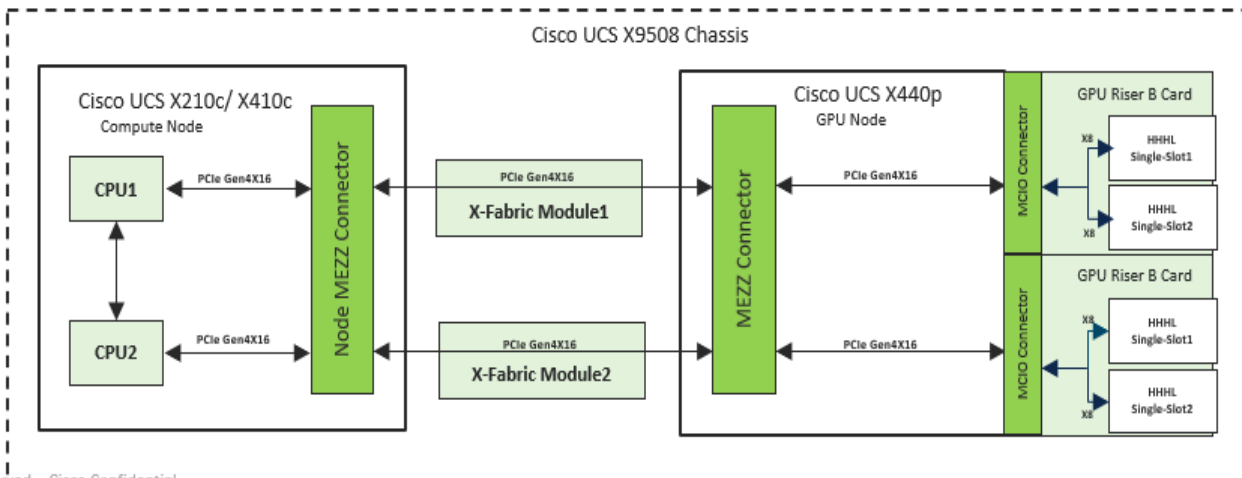 Cisco UCS X9508 Chassis
Cisco UCS X210c/ X410c
Compute Node
CPU1
CPU2
PCIe Gen4X16
PCIe Gen4X16
Node MEZZ Connector
PCIe Gen4X16
X-Fabric Module1
PCIe Gen4X16
X-Fabric Module2
Cisco UCS X440p
GPU Node
MEZZ Connector
PCIe Gen4X16
PCIe Gen4X16
MCIO Connector
GPU Riser B Card
X8
HHHL
Single-Slot1
X8
HHHL
Single-Slot2
MCIO Connector
GPU Riser B Card
X8
HHHL
Single-Slot1
X8
HHHL
Single-Slot2
Cisco Confidential